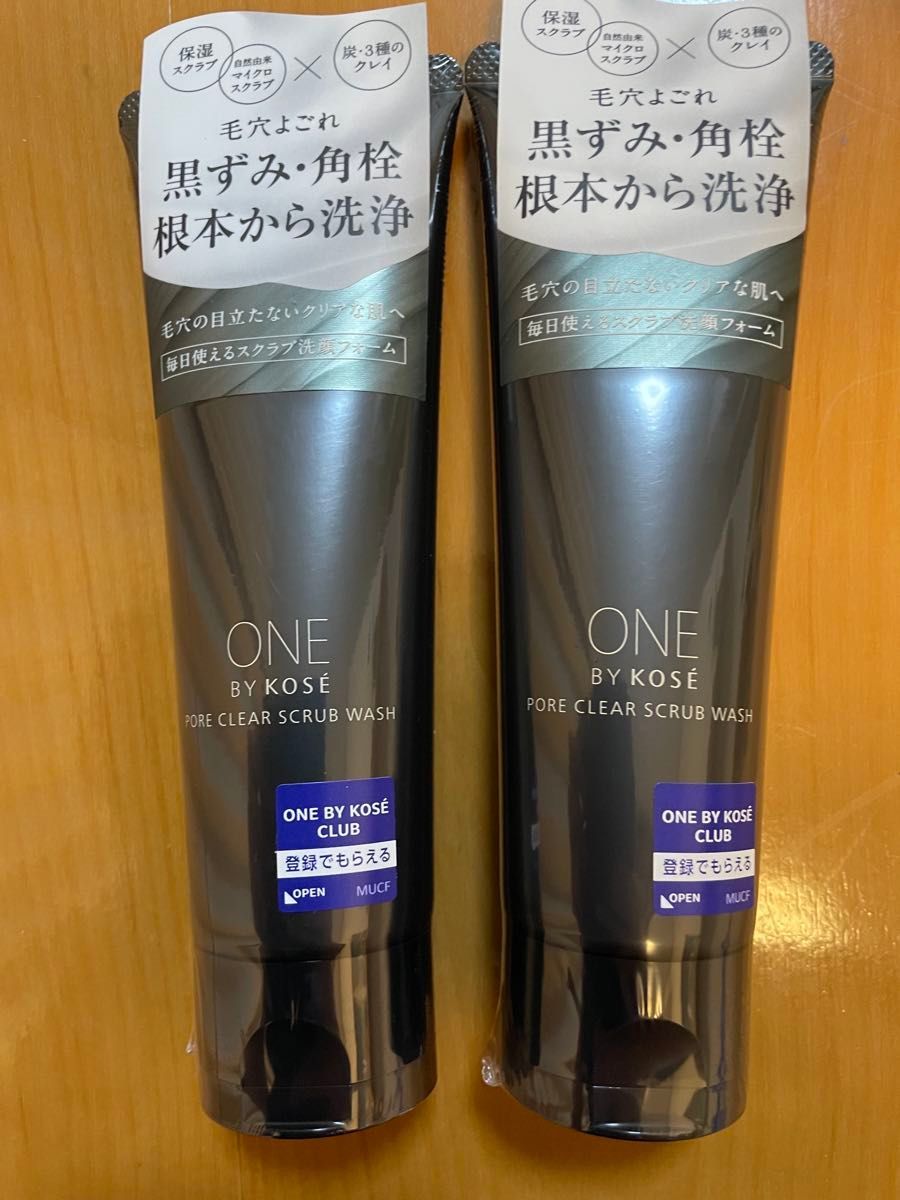 保湿
スクラブ
自然由来
マイクロ
スクラブ
×
炭・3種の
クレイ
毛穴よごれ
黒ずみ・角栓
根本から洗浄
毛穴の目立たないクリアな肌へ
毎日使えるスクラブ洗顔フォーム
ONE
BY KOSÉ
PORE CLEAR SCRUB WASH
ONE BY KOSÉ
CLUB
登録でもらえる
OPEN MUCF
保湿
スクラブ
自然由来
マイクロ
スクラブ
×
炭・3種の
クレイ
毛穴よごれ
黒ずみ・角栓
根本から洗浄
毛穴の目立たないクリアな肌へ
毎日使えるスクラブ洗顔フォーム
ONE
BY KOSÉ
PORE CLEAR SCRUB WASH
ONE BY KOSÉ
CLUB
登録でもらえる
OPEN MUCF